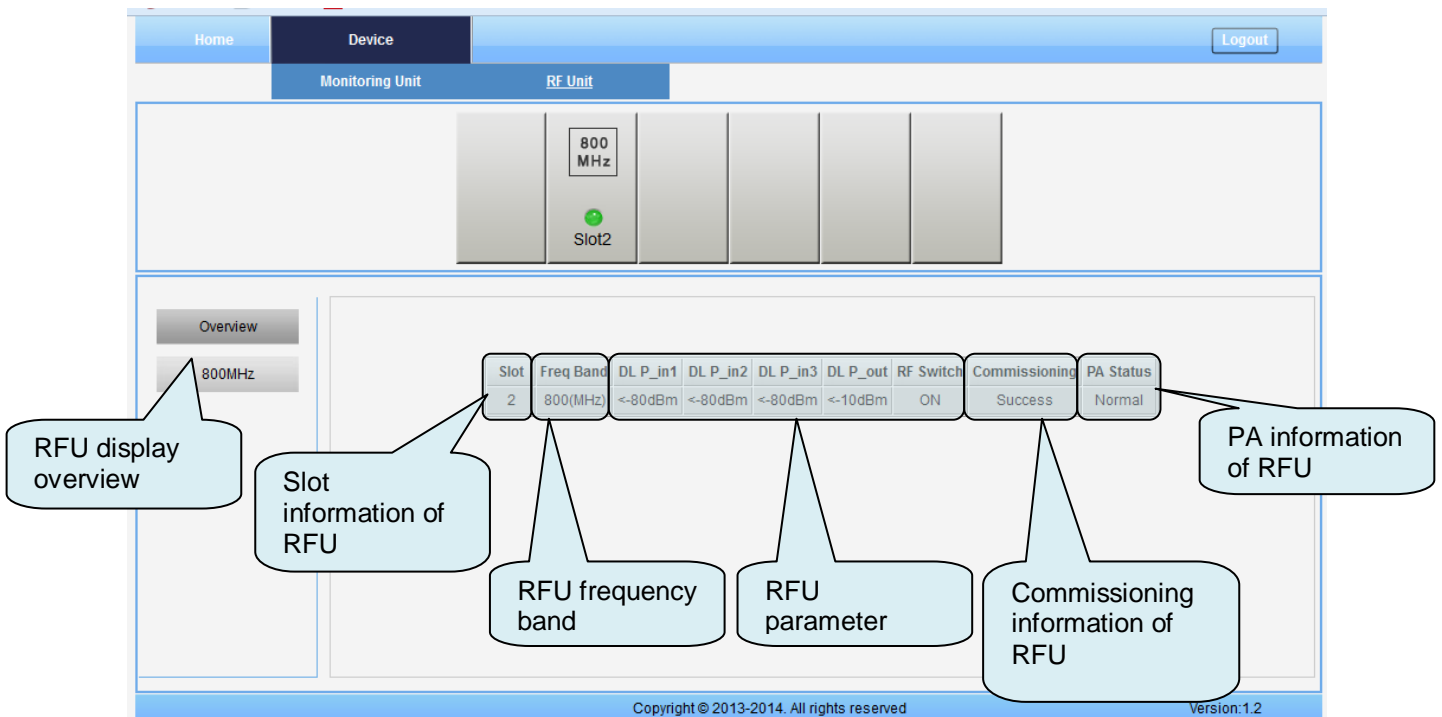 Home Device Logout
Monitoring Unit RF Unit
800
MHz
Slot2
Overview
800MHz
Slot Freq Band DL P_in1 DL P_in2 DL P_in3 DL P_out RF Switch Commissioning PA Status
2 800(MHz) <-80dBm <-80dBm <-80dBm <-10dBm ON Success Normal
RFU display
overview
Slot
information of
RFU
RFU frequency
band
RFU
parameter
Commissioning
information of
RFU
PA information
of RFU
Copyright © 2013-2014. All rights reserved Version:1.2